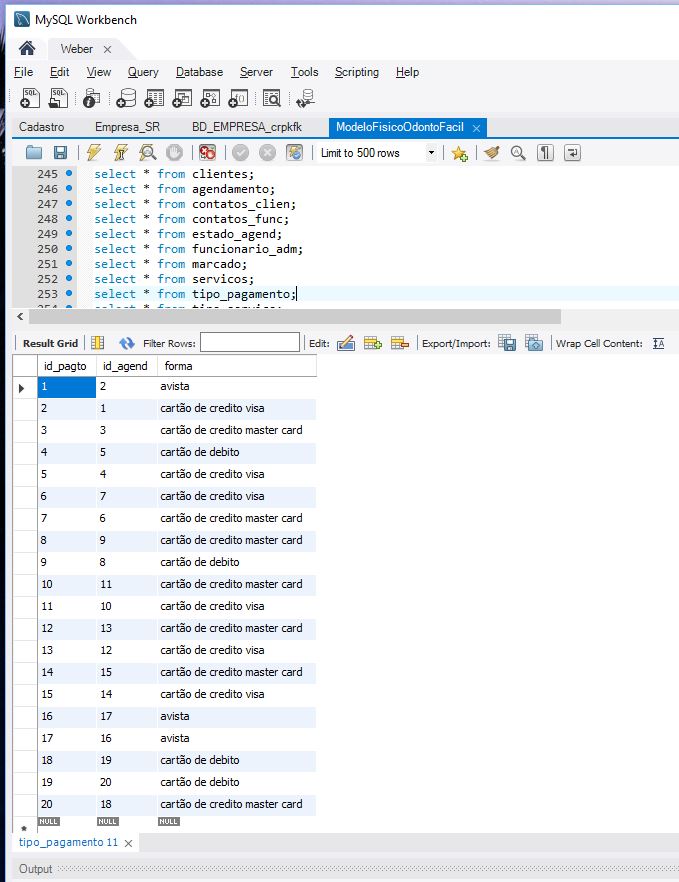 MySQL Workbench
Weber
File Edit View Query Database Server Tools Scripting Help
Cadastro Empresa_SR BD_EMPRESA_crpkfk ModeloFisicoOdontoFacil
Limit to 500 rows
245 select * from clientes;
246 select * from agendamento;
247 select * from contatos_clien;
248 select * from contatos_func;
249 select * from estado_agend;
250 select * from funcionario_adm;
251 select * from marcado;
252 select * from servicos;
253 select * from tipo_pagamento;
254 select * from tipo_servico;
Result Grid Filter Rows: Edit: Export/Import: Wrap Cell Content:
id_pagto id_agend forma
1 2 avista
2 1 cartão de credito visa
3 3 cartão de credito master card
4 5 cartão de debito
5 4 cartão de credito visa
6 7 cartão de credito visa
7 6 cartão de credito master card
8 9 cartão de credito master card
9 8 cartão de debito
10 11 cartão de credito master card
11 10 cartão de credito visa
12 13 cartão de credito master card
13 12 cartão de credito visa
14 15 cartão de credito master card
15 14 cartão de credito visa
16 17 avista
17 16 avista
18 19 cartão de debito
19 20 cartão de debito
20 18 cartão de credito master card
NULL NULL NULL
tipo_pagamento 11
Output